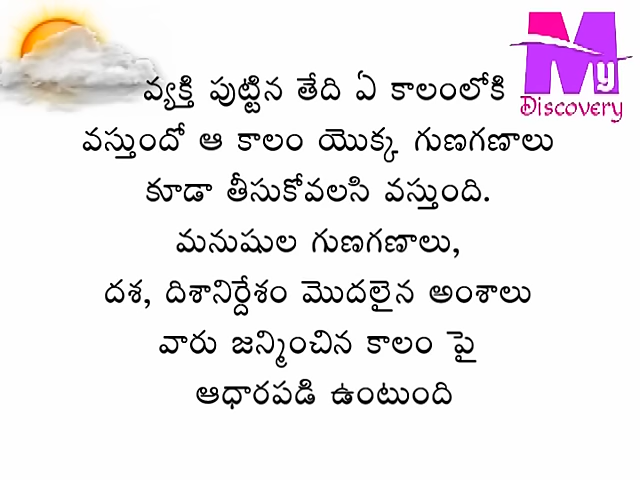 My
Discovery
వ్యక్తి పుట్టిన తేది ఏ కాలంలోకి
వస్తుందో ఆ కాలం యొక్క గుణగణాలు
కూడా తీసుకోవలసి వస్తుంది.
మనుషుల గుణగణాలు,
దశ, దిశానిర్దేశం మొదలైన అంశాలు
వారు జన్మించిన కాలం పై
ఆధారపడి ఉంటుంది